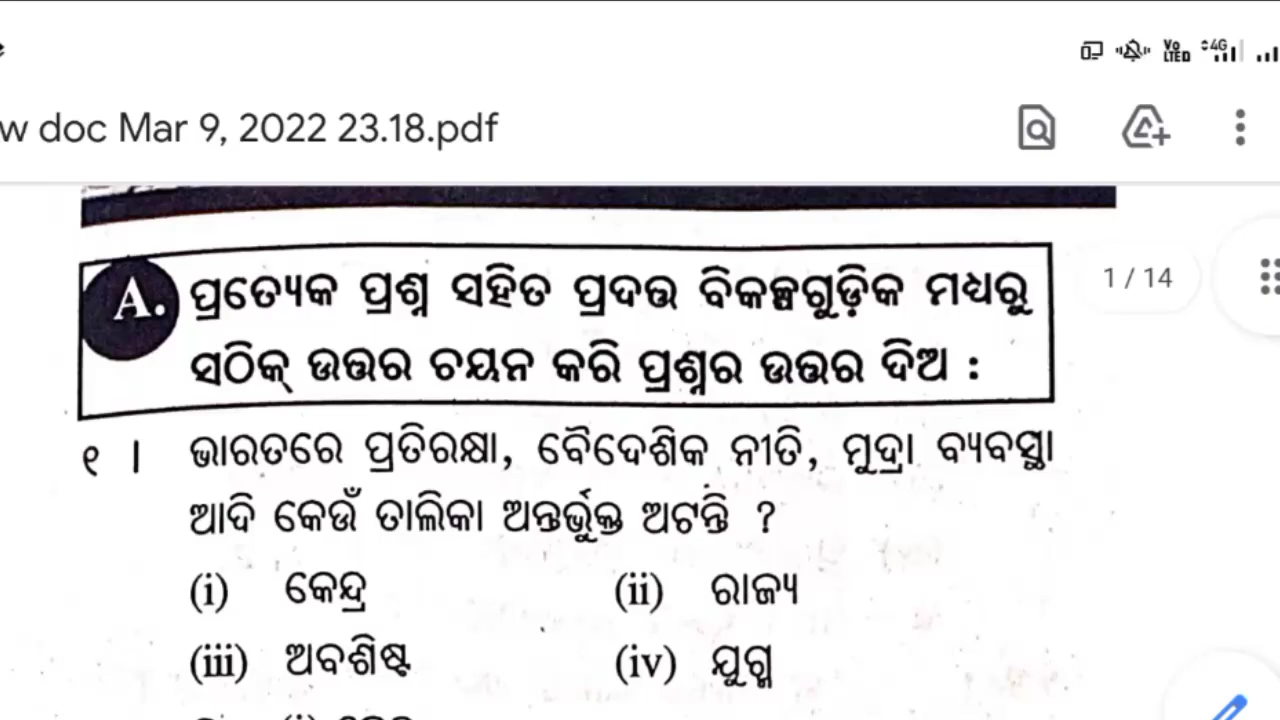 w doc Mar 9, 2022 23.18.pdf
1 / 14
A. ପ୍ରତ୍ୟେକ ପ୍ରଶ୍ନ ସହିତ ପ୍ରଦତ୍ତ ବିକଳ୍ପଗୁଡ଼ିକ ମଧ୍ୟରୁ
ସଠିକ୍ ଉତ୍ତର ଚୟନ କରି ପ୍ରଶ୍ନର ଉତ୍ତର ଦିଅ :
୧ । ଭାରତରେ ପ୍ରତିରକ୍ଷା, ବୈଦେଶିକ ନୀତି, ମୁଦ୍ରା ବ୍ୟବସ୍ଥା
ଆଦି କେଉଁ ତାଲିକା ଅନ୍ତର୍ଭୁକ୍ତ ଅଟନ୍ତି ?
(i) କେନ୍ଦ୍ର (ii) ରାଜ୍ୟ
(iii) ଅବଶିଷ୍ଟ (iv) ଯୁଗ୍ମ